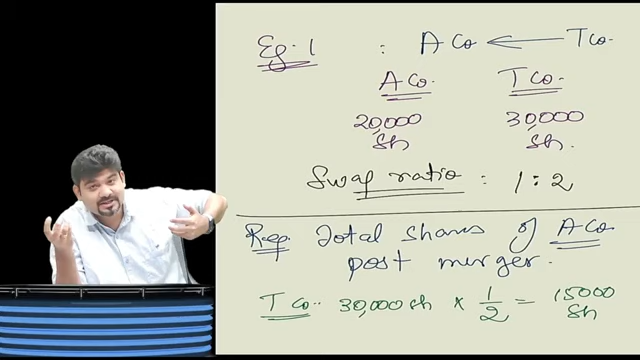 Eg. 1 : A Co ← T Co.
A Co. T Co.
20,000 Sh 30,000 Sh.
Swap ratio : 1 : 2
Req. Total shares of A Co post merger.
T Co. 30,000 sh × 1/2 = 15000 Sh